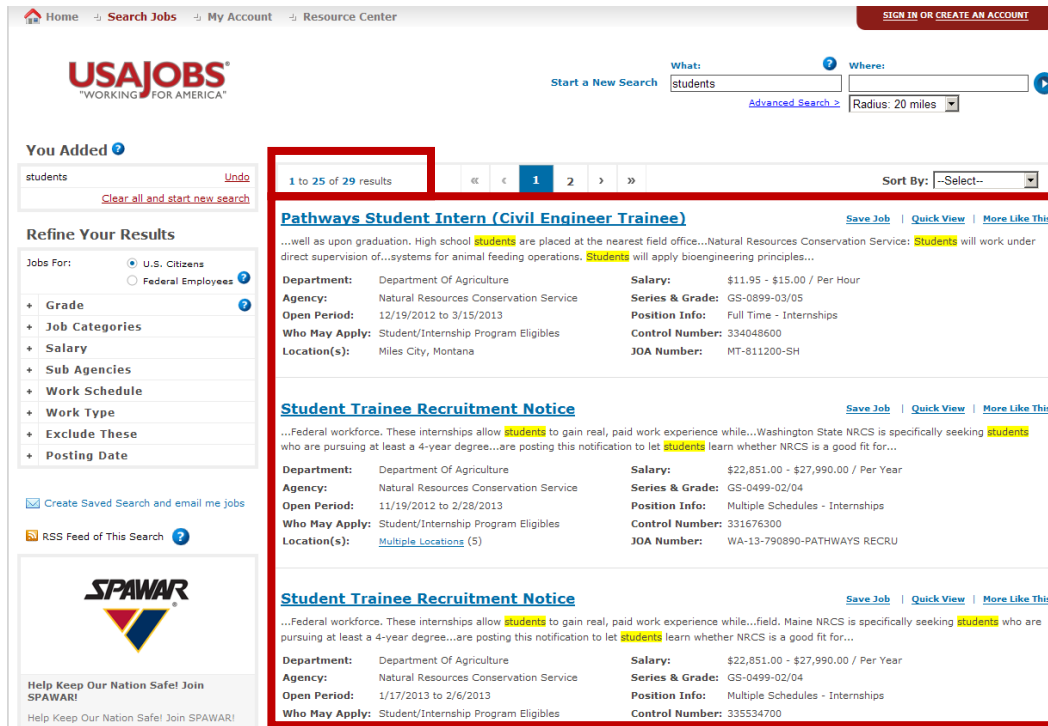 Home Search Jobs My Account Resource Center
SIGN IN OR CREATE AN ACCOUNT
USAJOBS®
"WORKING FOR AMERICA"
Start a New Search
What: ? Where:
students
Advanced Search > Radius: 20 miles
You Added ?
students Undo
Clear all and start new search
Refine Your Results
Jobs For: U.S. Citizens
Federal Employees ?
+ Grade ?
+ Job Categories
+ Salary
+ Sub Agencies
+ Work Schedule
+ Work Type
+ Exclude These
+ Posting Date
Create Saved Search and email me jobs
RSS Feed of This Search ?
SPAWAR®
Help Keep Our Nation Safe! Join
SPAWAR!
Help Keep Our Nation Safe! Join SPAWAR!
1 to 25 of 29 results « ‹ 1 2 › » Sort By: --Select--
Pathways Student Intern (Civil Engineer Trainee) Save Job | Quick View | More Like This
...well as upon graduation. High school students are placed at the nearest field office...Natural Resources Conservation Service: Students will work under
direct supervision of...systems for animal feeding operations. Students will apply bioengineering principles...
Department: Department Of Agriculture Salary: $11.95 - $15.00 / Per Hour
Agency: Natural Resources Conservation Service Series & Grade: GS-0899-03/05
Open Period: 12/19/2012 to 3/15/2013 Position Info: Full Time - Internships
Who May Apply: Student/Internship Program Eligibles Control Number: 334048600
Location(s): Miles City, Montana JOA Number: MT-811200-SH
Student Trainee Recruitment Notice Save Job | Quick View | More Like This
...Federal workforce. These internships allow students to gain real, paid work experience while...Washington State NRCS is specifically seeking students
who are pursuing at least a 4-year degree...are posting this notification to let students learn whether NRCS is a good fit for...
Department: Department Of Agriculture Salary: $22,851.00 - $27,990.00 / Per Year
Agency: Natural Resources Conservation Service Series & Grade: GS-0499-02/04
Open Period: 11/19/2012 to 2/28/2013 Position Info: Multiple Schedules - Internships
Who May Apply: Student/Internship Program Eligibles Control Number: 331676300
Location(s): Multiple Locations (5) JOA Number: WA-13-790890-PATHWAYS RECRU
Student Trainee Recruitment Notice Save Job | Quick View | More Like This
...Federal workforce. These internships allow students to gain real, paid work experience while...field. Maine NRCS is specifically seeking students who are
pursuing at least a 4-year degree...are posting this notification to let students learn whether NRCS is a good fit for...
Department: Department Of Agriculture Salary: $22,851.00 - $27,990.00 / Per Year
Agency: Natural Resources Conservation Service Series & Grade: GS-0499-02/04
Open Period: 1/17/2013 to 2/6/2013 Position Info: Multiple Schedules - Internships
Who May Apply: Student/Internship Program Eligibles Control Number: 335534700